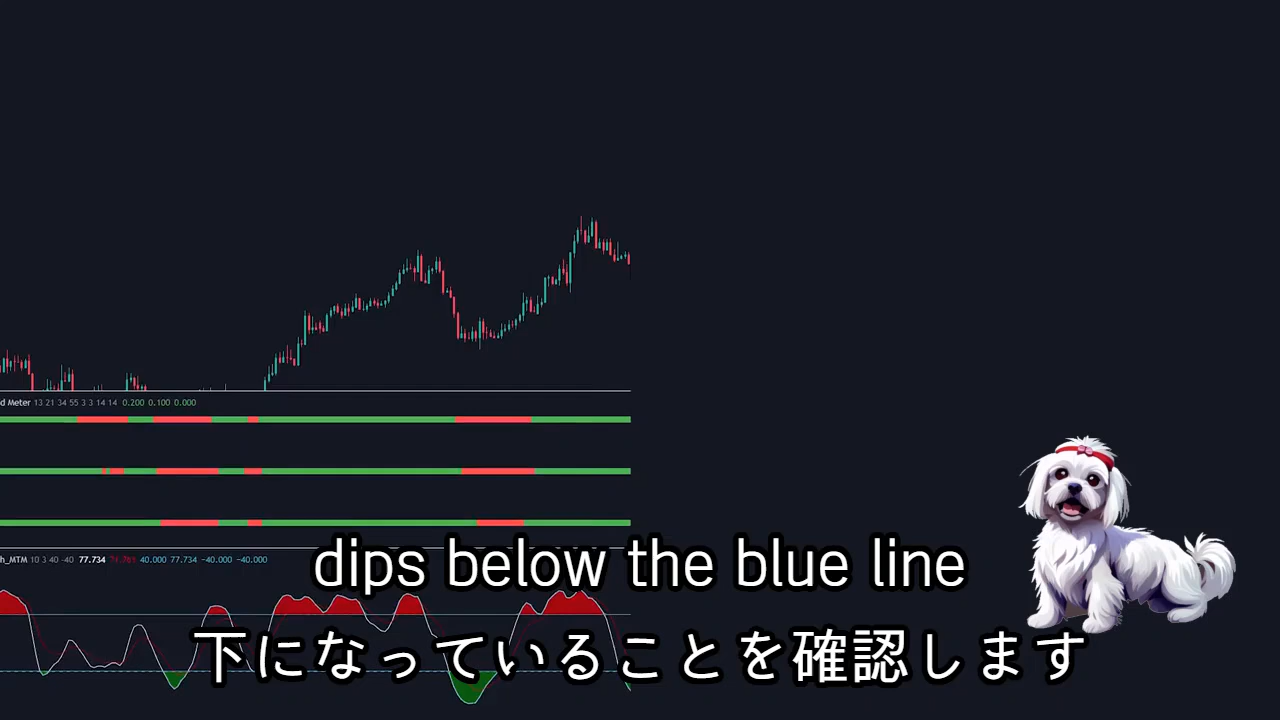 d Meter 13 21 34 55 3 3 14 14 0.200 0.100 0.000
h_MTM 10 3 40 -40 77.734 40.000 77.734 -40.000 -40.000
dips below the blue line
下になっていることを確認します